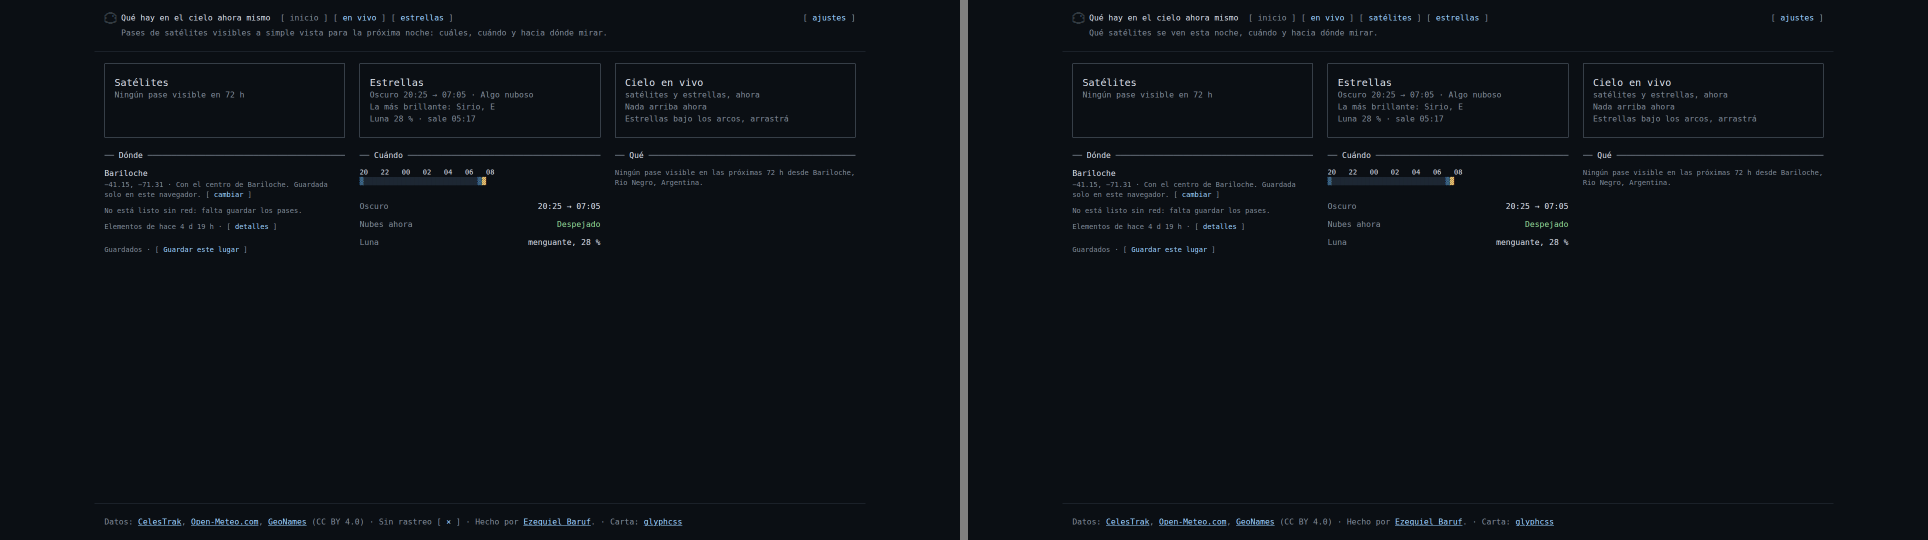 Qué hay en el cielo ahora mismo [ inicio ] [ en vivo ] [ estrellas ] [ ajustes ]
Pases de satélites visibles a simple vista para la próxima noche: cuáles, cuándo y hacia dónde mirar.
Satélites
Ningún pase visible en 72 h
Estrellas
Oscuro 20:25 → 07:05 · Algo nuboso
La más brillante: Sirio, E
Luna 28 % · sale 05:17
Cielo en vivo
satélites y estrellas, ahora
Nada arriba ahora
Estrellas bajo los arcos, arrastrá
Dónde
Bariloche
−41.15, −71.31 · Con el centro de Bariloche. Guardada
solo en este navegador. [ cambiar ]
No está listo sin red: falta guardar los pases.
Elementos de hace 4 d 19 h · [ detalles ]
Guardados · [ Guardar este lugar ]
Cuándo
20 22 00 02 04 06 08
Oscuro 20:25 → 07:05
Nubes ahora Despejado
Luna menguante, 28 %
Qué
Ningún pase visible en las próximas 72 h desde Bariloche,
Río Negro, Argentina.
Datos: CelesTrak, Open-Meteo.com, GeoNames (CC BY 4.0) · Sin rastreo [ × ] · Hecho por Ezequiel Baruf. · Carta: glyphcss
Qué hay en el cielo ahora mismo [ inicio ] [ en vivo ] [ satélites ] [ estrellas ] [ ajustes ]
Qué satélites se ven esta noche, cuándo y hacia dónde mirar.
Satélites
Ningún pase visible en 72 h
Estrellas
Oscuro 20:25 → 07:05 · Algo nuboso
La más brillante: Sirio, E
Luna 28 % · sale 05:17
Cielo en vivo
satélites y estrellas, ahora
Nada arriba ahora
Estrellas bajo los arcos, arrastrá
Dónde
Bariloche
−41.15, −71.31 · Con el centro de Bariloche. Guardada
solo en este navegador. [ cambiar ]
No está listo sin red: falta guardar los pases.
Elementos de hace 4 d 19 h · [ detalles ]
Guardados · [ Guardar este lugar ]
Cuándo
20 22 00 02 04 06 08
Oscuro 20:25 → 07:05
Nubes ahora Despejado
Luna menguante, 28 %
Qué
Ningún pase visible en las próximas 72 h desde Bariloche,
Río Negro, Argentina.
Datos: CelesTrak, Open-Meteo.com, GeoNames (CC BY 4.0) · Sin rastreo · Hecho por Ezequiel Baruf. · Carta: glyphcss